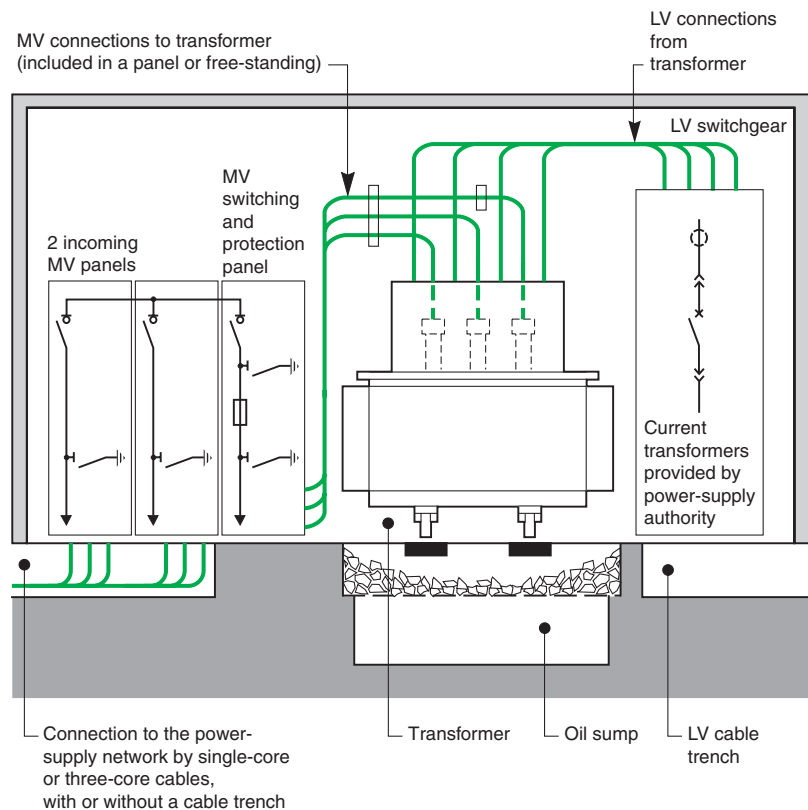 MV connections to transformer
(included in a panel or free-standing)
LV connections
from
transformer
LV switchgear
MV
switching
and
protection
panel
2 incoming
MV panels
Current
transformers
provided by
power-supply
authority
Connection to the power-
supply network by single-core
or three-core cables,
with or without a cable trench
Transformer
Oil sump
LV cable
trench